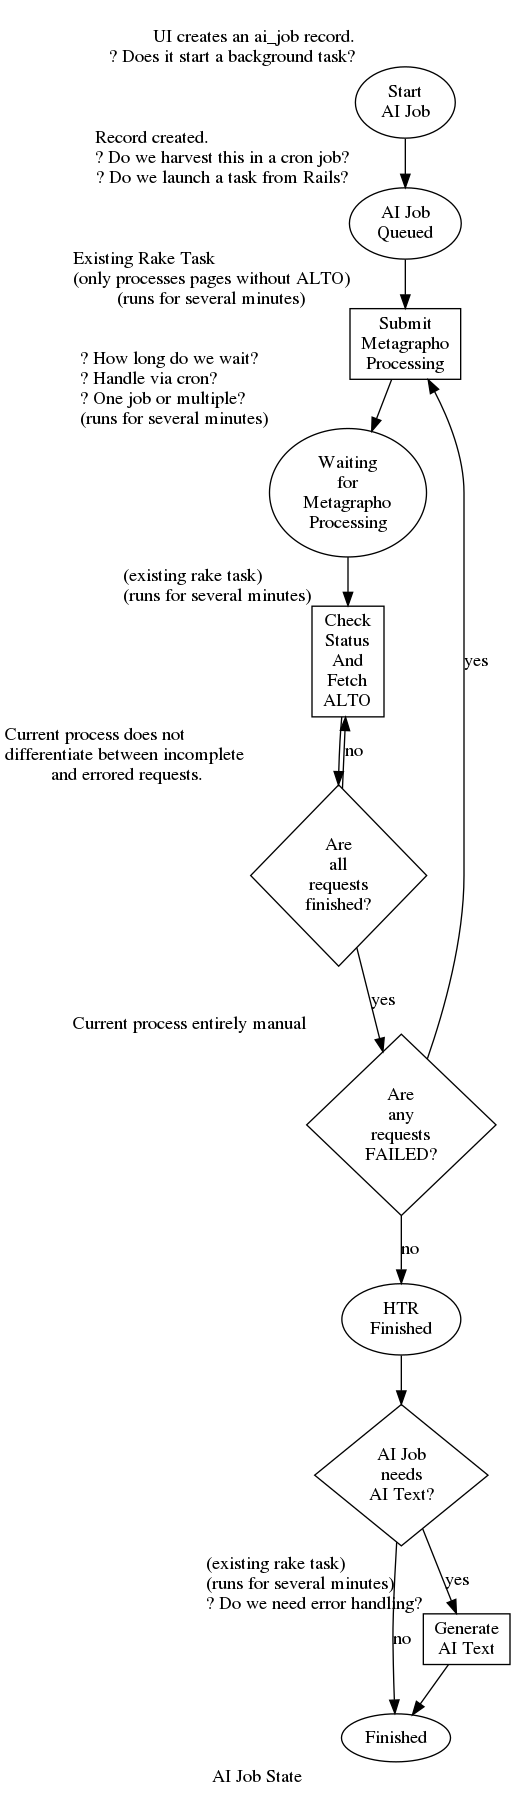 UI creates an ai_job record.
? Does it start a background task?
Start
AI Job
Record created.
? Do we harvest this in a cron job?
? Do we launch a task from Rails?
AI Job
Queued
Existing Rake Task
(only processes pages without ALTO)
(runs for several minutes)
Submit
Metagrapho
Processing
? How long do we wait?
? Handle via cron?
? One job or multiple?
(runs for several minutes)
Waiting
for
Metagrapho
Processing
(existing rake task)
(runs for several minutes)
Check
Status
And
Fetch
ALTO
yes
Current process does not
differentiate between incomplete
and errored requests.
no
Are
all
requests
finished?
yes
Current process entirely manual
Are
any
requests
FAILED?
no
HTR
Finished
AI Job
needs
AI Text?
(existing rake task)
(runs for several minutes)
? Do we need error handling?
yes
no
Generate
AI Text
Finished
AI Job State